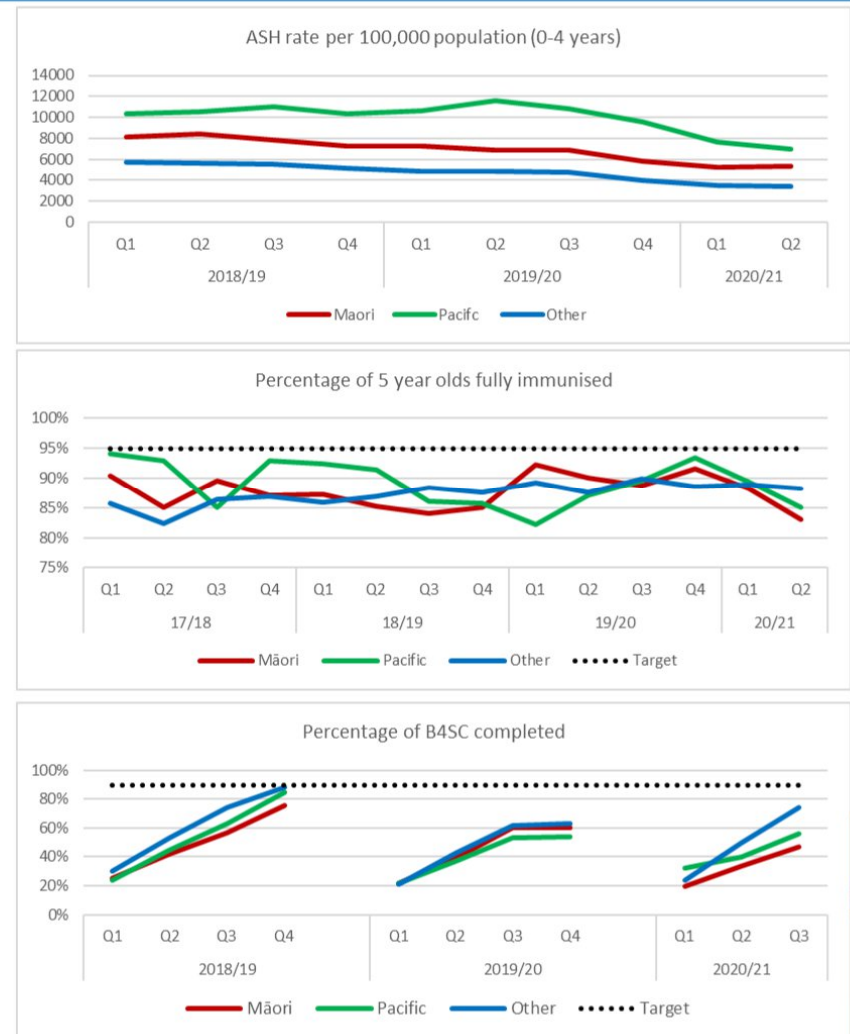 ASH rate per 100,000 population (0-4 years)
14000
12000
10000
8000
6000
4000
2000
0
Q1 Q2 Q3 Q4 Q1 Q2 Q3 Q4 Q1 Q2
2018/19 2019/20 2020/21
Maori Pacifc Other
Percentage of 5 year olds fully immunised
100%
95%
90%
85%
80%
75%
Q1 Q2 Q3 Q4 Q1 Q2 Q3 Q4 Q1 Q2 Q3 Q4 Q1 Q2
17/18 18/19 19/20 20/21
Māori Pacific Other Target
Percentage of B4SC completed
100%
80%
60%
40%
20%
0%
Q1 Q2 Q3 Q4 Q1 Q2 Q3 Q4 Q1 Q2 Q3
2018/19 2019/20 2020/21
Māori Pacific Other Target